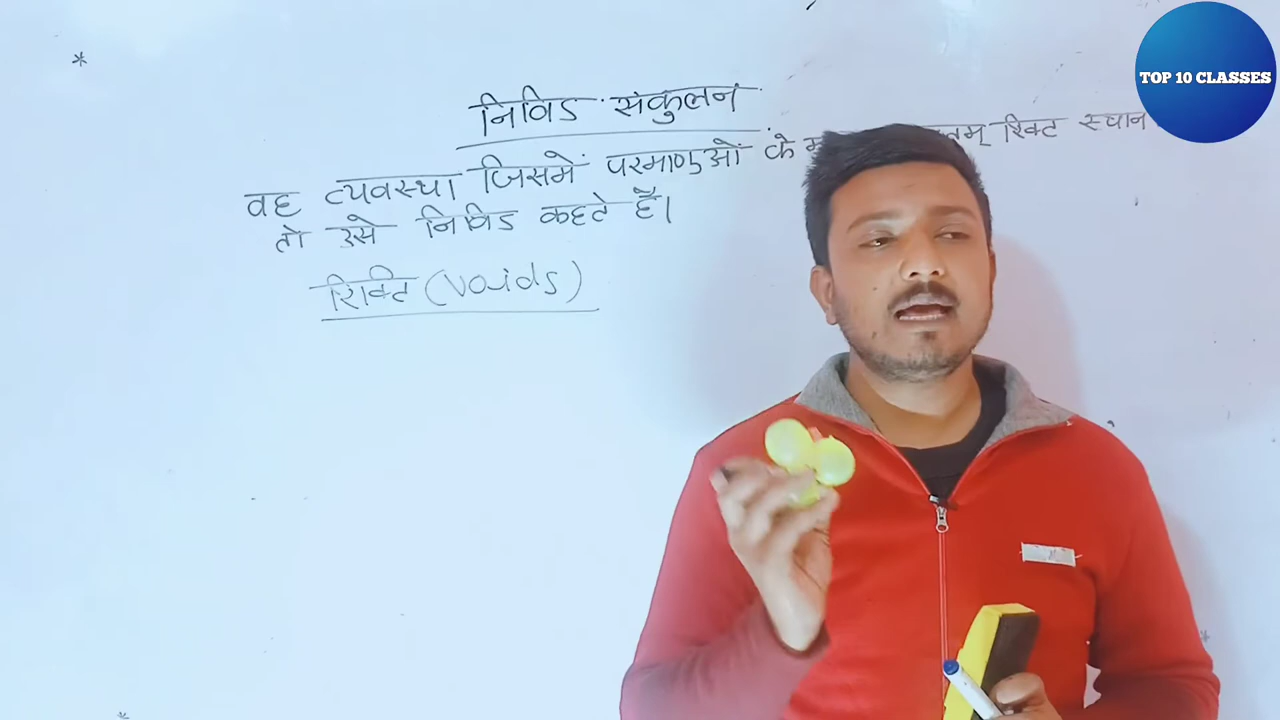 TOP 10 CLASSES
निविड संकुलन
वह व्यवस्था जिसमें परमाणुओं के रिक्ट स्थान
तो उसे निविड कहते है।
रिक्टि (Voids)